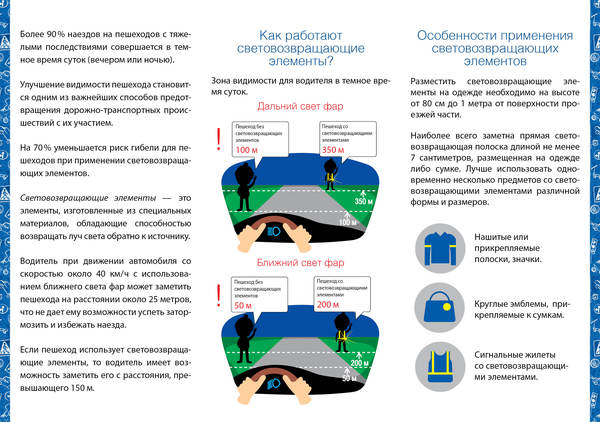 Более 90 % наездов на пешеходов с тяже-
лыми последствиями совершается в тем-
ное время суток (вечером или ночью).
Улучшение видимости пешехода становит-
ся одним из важнейших способов предот-
вращения дорожно-транспортных проис-
шествий с их участием.
На 70 % уменьшается риск гибели для пе-
шеходов при применении световозвраща-
ющих элементов.
Световозвращающие элементы — это
элементы, изготовленные из специальных
материалов, обладающие способностью
возвращать луч света обратно к источнику.
Водитель при движении автомобиля со
скоростью около 40 км/ч с использова-
нием ближнего света фар может заметить
пешехода на расстоянии около 25 метров,
что не дает ему возможности успеть затор-
мозить и избежать наезда.
Если пешеход использует световозвраща-
ющие элементы, то водитель имеет воз-
можность заметить его с расстояния, пре-
вышающего 150 м.
Как работают
световозвращающие
элементы?
Зона видимости для водителя в темное вре-
мя суток.
Дальний свет фар
!
Пешеход без
световозвращающих
элементов
100 м
Пешеход со
световозвращающими
элементами
350 м
350 м
100 м
Ближний свет фар
!
Пешеход без
световозвращающих
элементов
50 м
Пешеход со
световозвращающими
элементами
200 м
200 м
50 м
Особенности применения
световозвращающих
элементов
Разместить световозвращающие эле-
менты на одежде необходимо на высоте
от 80 см до 1 метра от поверхности про-
езжей части.
Наиболее всего заметна прямая свето-
возвращающая полоска длиной не менее
7 сантиметров, размещенная на одежде
либо сумке. Лучше использовать одно-
временно несколько предметов со свето-
возвращающими элементами различной
формы и размеров.
Нашитые или
прикрепляемые
полоски, значки.
Круглые эмблемы, при-
крепляемые к сумкам.
Сигнальные жилеты
со световозвращающи-
ми элементами.